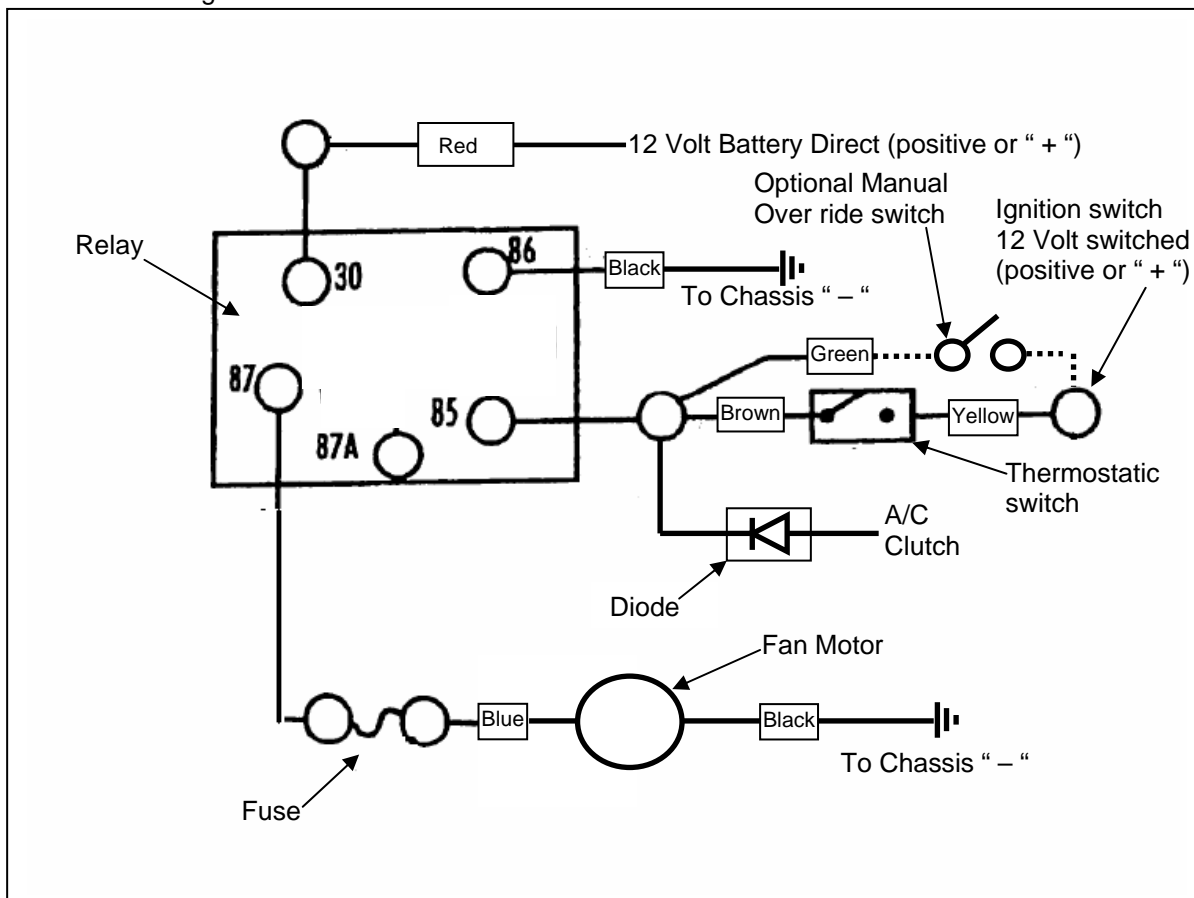 Red
12 Volt Battery Direct (positive or “ + “)
Optional Manual
Over ride switch
Ignition switch
12 Volt switched
(positive or “ + “)
Relay
30
86
Black
To Chassis “ – “
Green
87
85
Brown
Yellow
87A
Thermostatic
switch
A/C
Clutch
Diode
Fan Motor
Blue
Black
To Chassis “ – “
Fuse